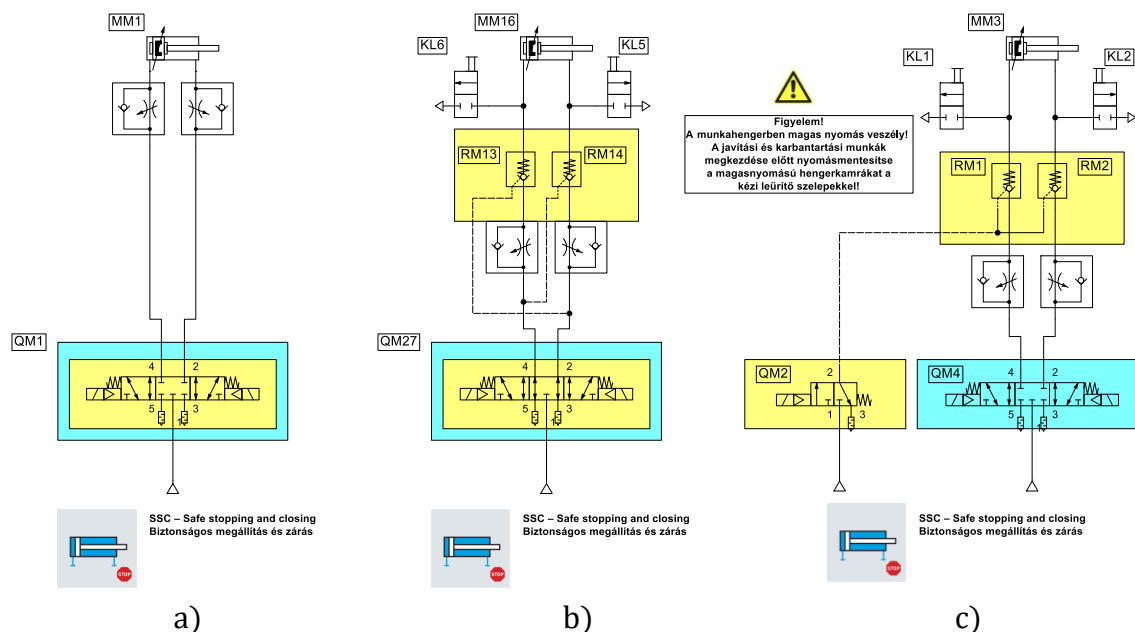 MM1
QM1
4
2
5
1
3
SSC – Safe stopping and closing
Biztonságos megállítás és zárás
STOP
a)
MM16
KL6
KL5
RM13
RM14
QM27
4
2
5
1
3
SSC – Safe stopping and closing
Biztonságos megállítás és zárás
STOP
b)
Figyelem!
A munkahengerben magas nyomás veszély!
A javítási és karbantartási munkák
megkezdése előtt nyomásmentesítse
a magasnyomású hengerkamrákat a
kézi leürítő szelepekkel!
MM3
KL1
KL2
RM1
RM2
QM2
2
1
3
QM4
4
2
5
1
3
SSC – Safe stopping and closing
Biztonságos megállítás és zárás
STOP
c)